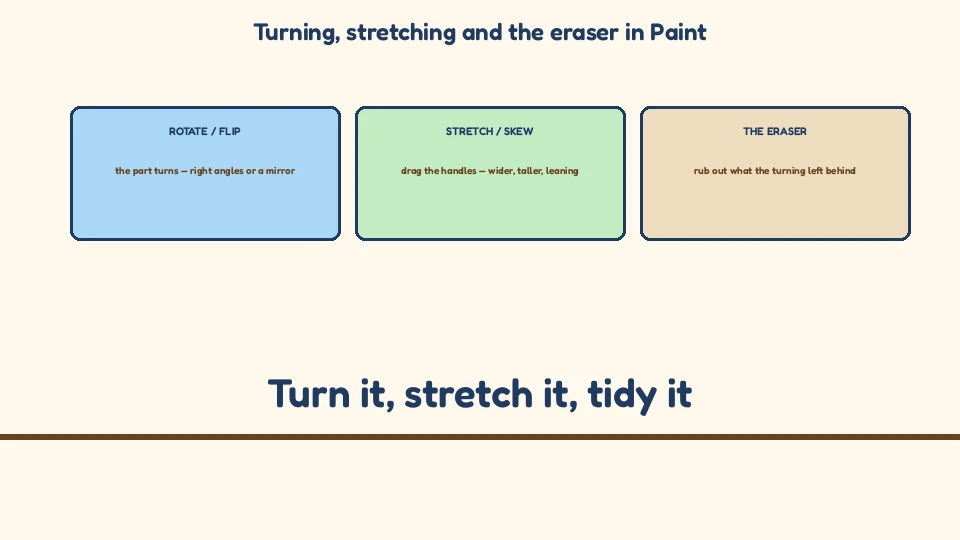 Turning, stretching and the eraser in Paint
ROTATE / FLIP
the part turns — right angles or a mirror
STRETCH / SKEW
drag the handles — wider, taller, leaning
THE ERASER
rub out what the turning left behind
Turn it, stretch it, tidy it